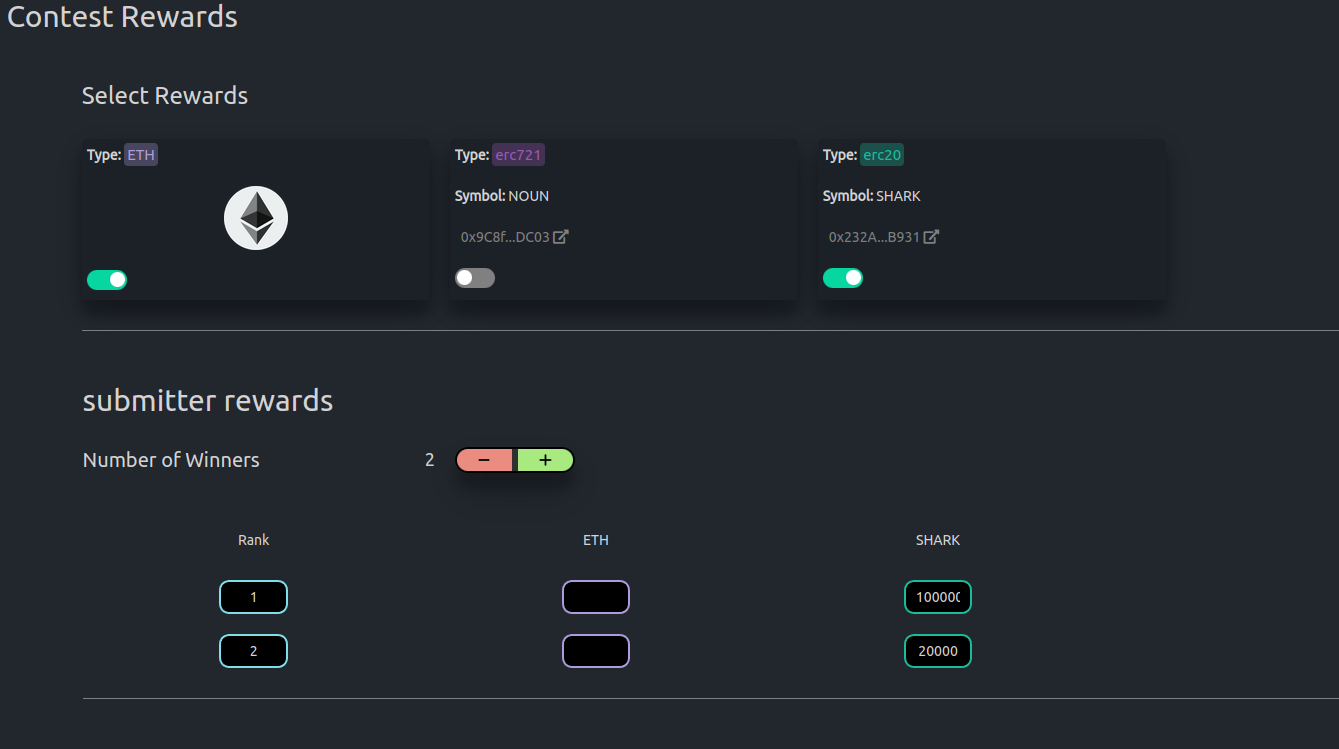 Contest Rewards
Select Rewards
Type: ETH
Type: erc721
Symbol: NOUN
0x9C8f...DC03
Type: erc20
Symbol: SHARK
0x232A...B931
submitter rewards
Number of Winners 2 − +
Rank ETH SHARK
1
2 20000